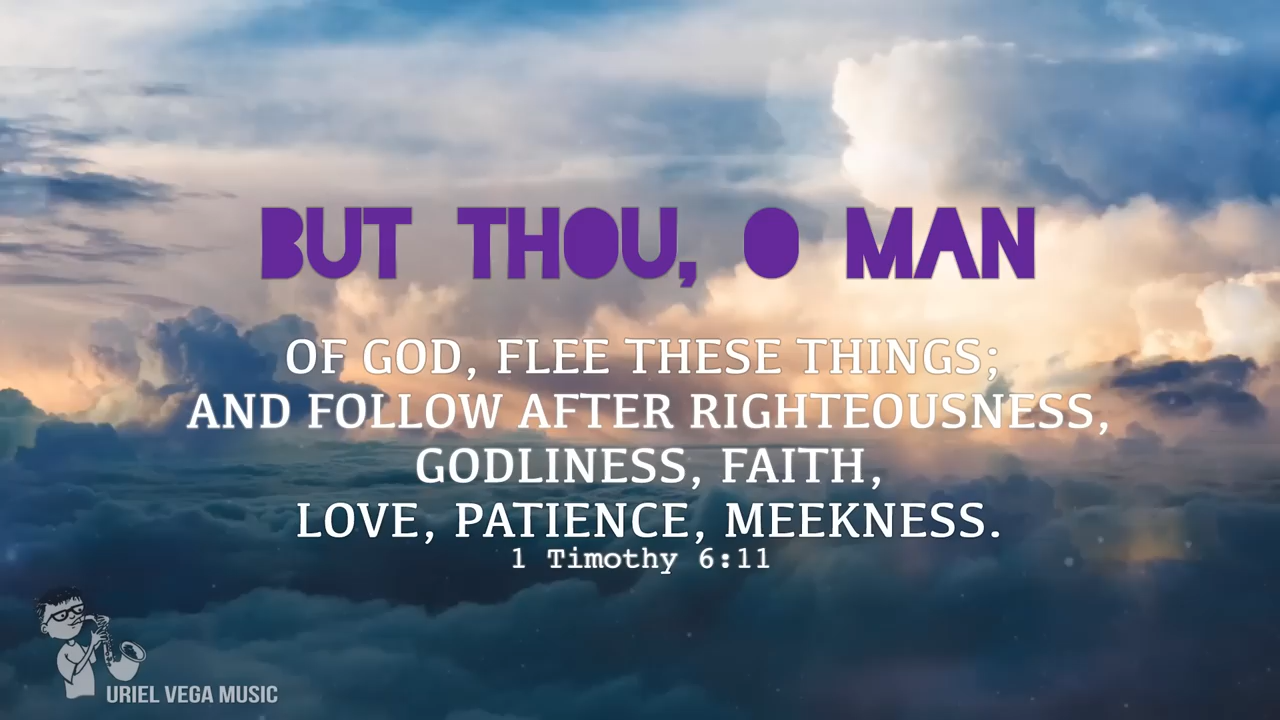 BUT THOU, O MAN
OF GOD, FLEE THESE THINGS;
AND FOLLOW AFTER RIGHTEOUSNESS,
GODLINESS, FAITH,
LOVE, PATIENCE, MEEKNESS.
1 Timothy 6:11
URIEL VEGA MUSIC